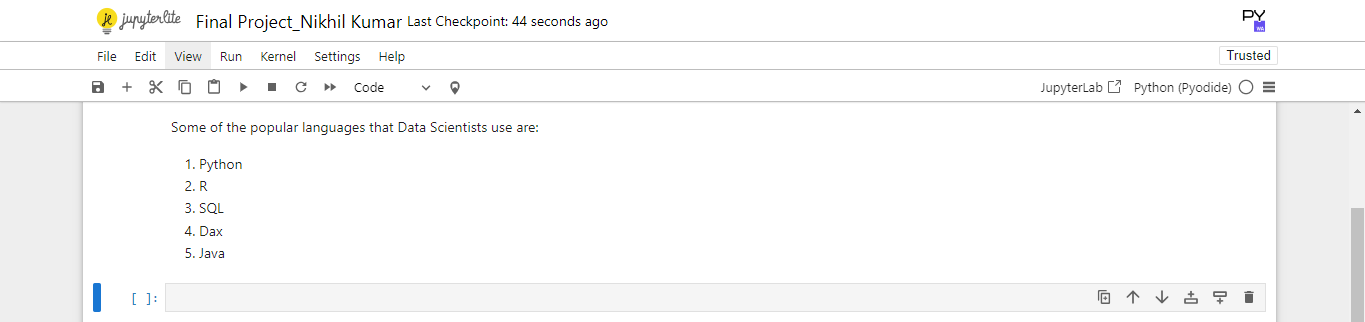 jupyterlite Final Project_Nikhil Kumar Last Checkpoint: 44 seconds ago
PY
File Edit View Run Kernel Settings Help Trusted
Code JupyterLab Python (Pyodide)
Some of the popular languages that Data Scientists use are:
1. Python
2. R
3. SQL
4. Dax
5. Java
[ ]: